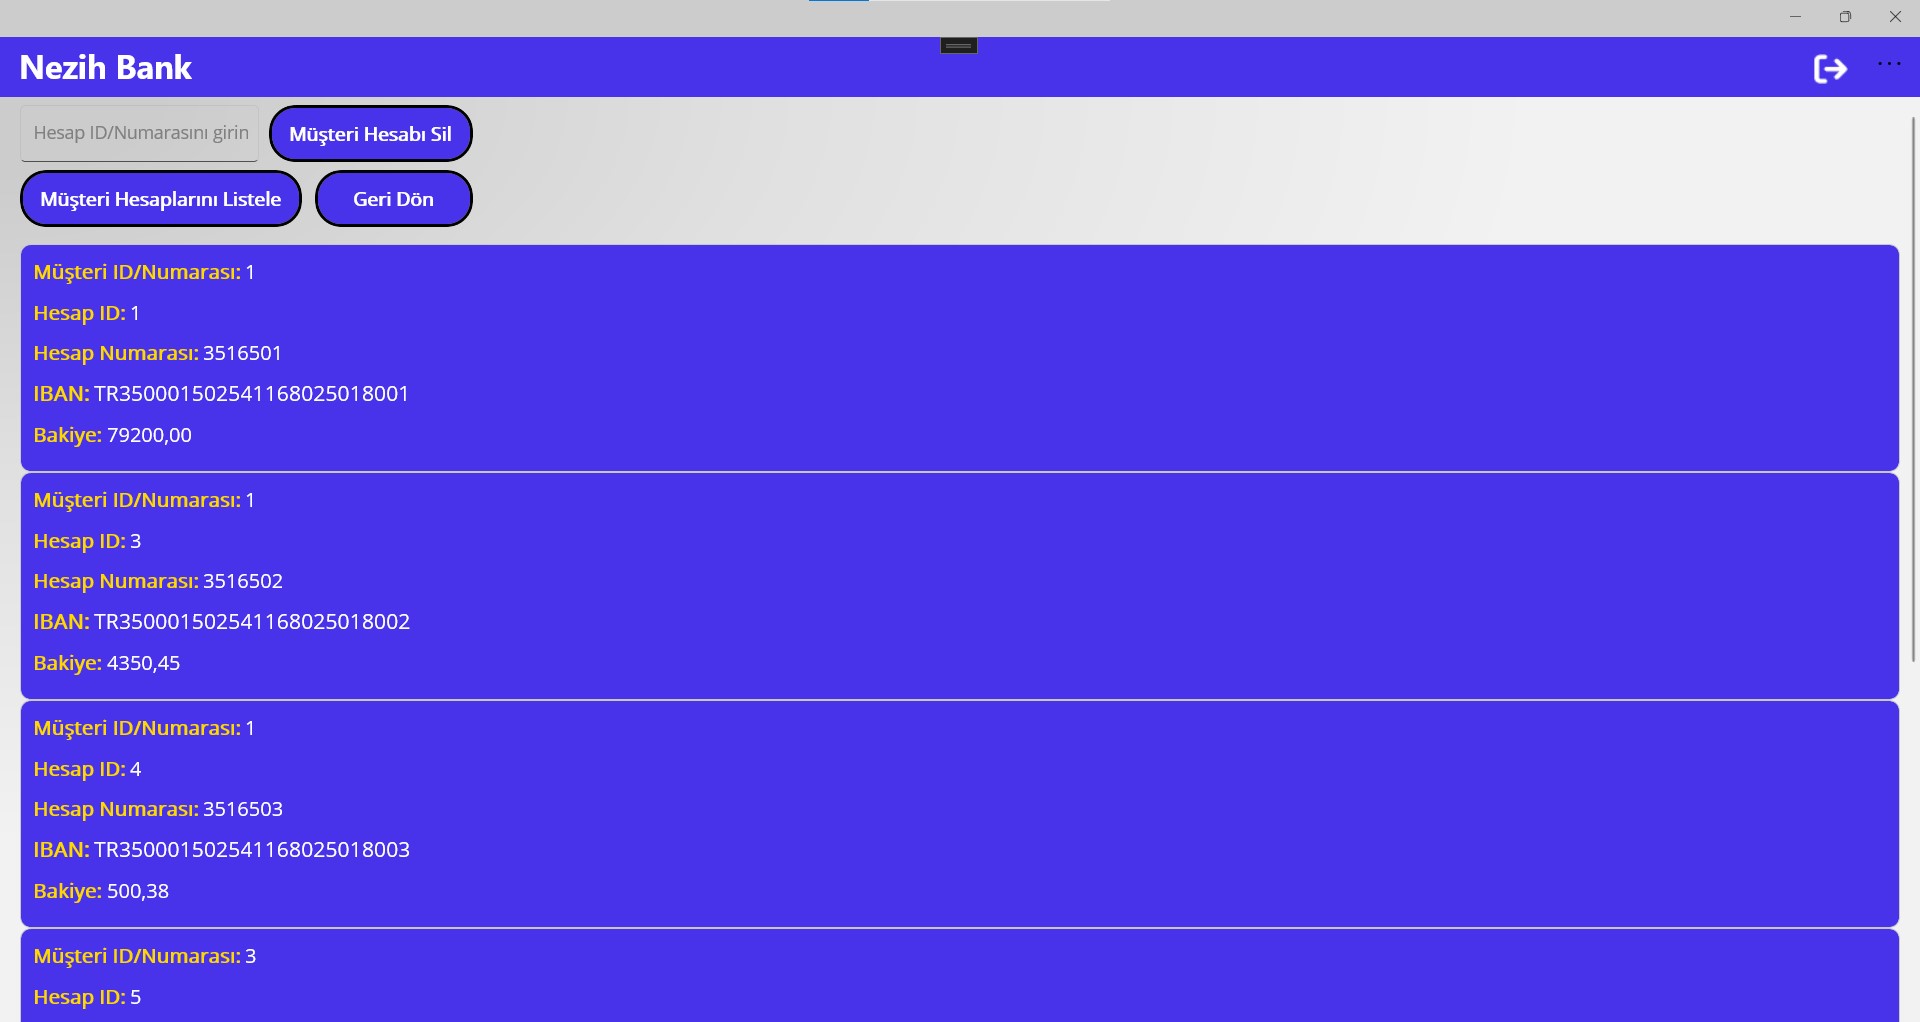 Nezih Bank
...
Hesap ID/Numarasını girin
Müşteri Hesabı Sil
Müşteri Hesaplarını Listele
Geri Dön
Müşteri ID/Numarası: 1
Hesap ID: 1
Hesap Numarası: 3516501
IBAN: TR350001502541168025018001
Bakiye: 79200,00
Müşteri ID/Numarası: 1
Hesap ID: 3
Hesap Numarası: 3516502
IBAN: TR350001502541168025018002
Bakiye: 4350,45
Müşteri ID/Numarası: 1
Hesap ID: 4
Hesap Numarası: 3516503
IBAN: TR350001502541168025018003
Bakiye: 500,38
Müşteri ID/Numarası: 3
Hesap ID: 5